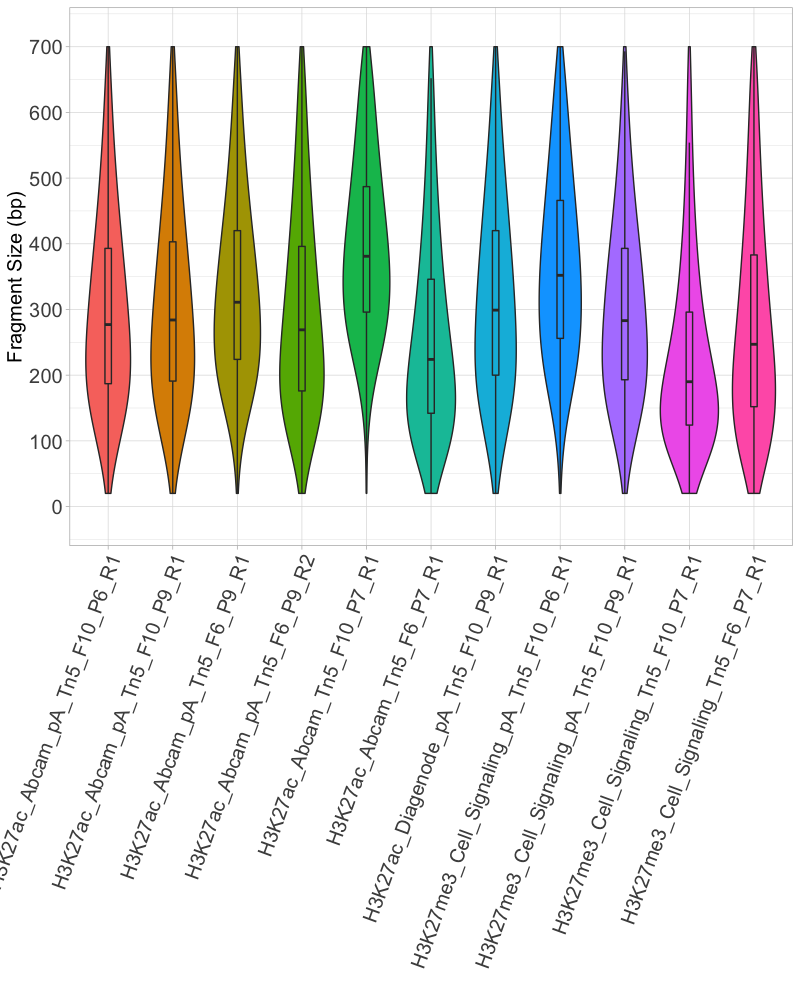 Fragment Size (bp)
700
600
500
400
300
200
100
0
H3K27ac_Abcam_pA_Tn5_F10_P6_R1
H3K27ac_Abcam_pA_Tn5_F10_P9_R1
H3K27ac_Abcam_pA_Tn5_F6_P9_R1
H3K27ac_Abcam_pA_Tn5_F6_P9_R2
H3K27ac_Abcam_Tn5_F10_P7_R1
H3K27ac_Abcam_Tn5_F6_P7_R1
H3K27ac_Diagenode_pA_Tn5_F10_P9_R1
H3K27me3_Cell_Signaling_pA_Tn5_F10_P6_R1
H3K27me3_Cell_Signaling_pA_Tn5_F10_P9_R1
H3K27me3_Cell_Signaling_Tn5_F10_P7_R1
H3K27me3_Cell_Signaling_Tn5_F6_P7_R1